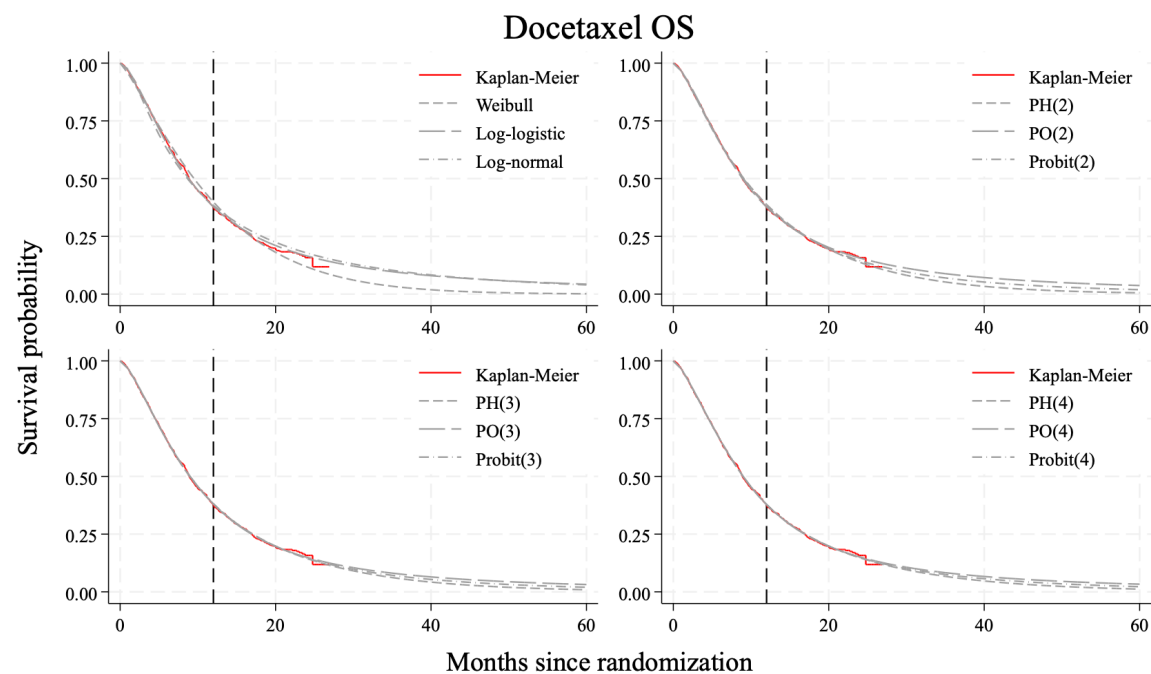 Docetaxel OS
Survival probability
1.00
0.75
0.50
0.25
0.00
0 20 40 60
Kaplan-Meier
Weibull
Log-logistic
Log-normal
1.00
0.75
0.50
0.25
0.00
0 20 40 60
Kaplan-Meier
PH(2)
PO(2)
Probit(2)
1.00
0.75
0.50
0.25
0.00
0 20 40 60
Kaplan-Meier
PH(3)
PO(3)
Probit(3)
1.00
0.75
0.50
0.25
0.00
0 20 40 60
Kaplan-Meier
PH(4)
PO(4)
Probit(4)
Months since randomization